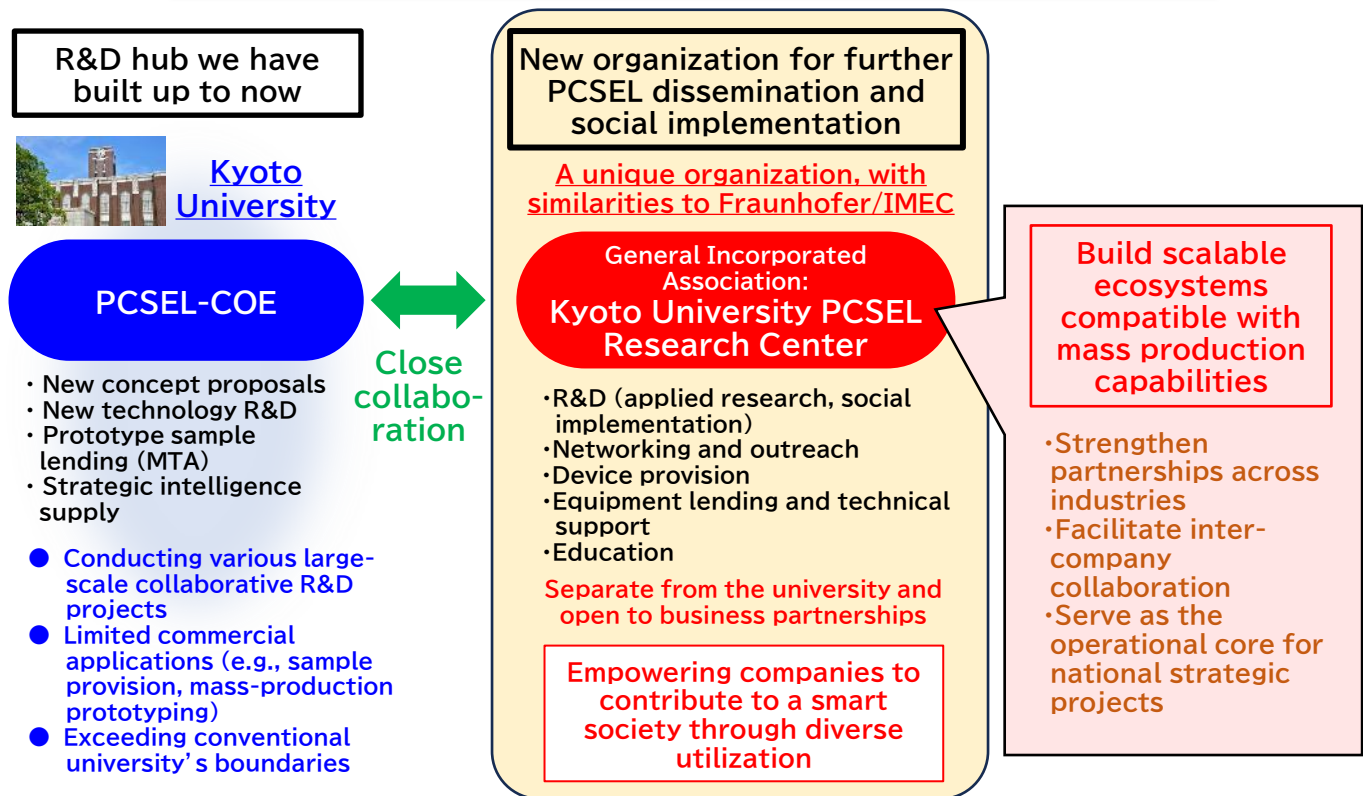 R&D hub we have
built up to now
Kyoto
University
PCSEL-COE
・New concept proposals
・New technology R&D
・Prototype sample
lending (MTA)
・Strategic intelligence
supply
● Conducting various large-
scale collaborative R&D
projects
● Limited commercial
applications (e.g., sample
provision, mass-production
prototyping)
● Exceeding conventional
university’s boundaries
Close
collabo-
ration
New organization for further
PCSEL dissemination and
social implementation
A unique organization, with
similarities to Fraunhofer/IMEC
General Incorporated
Association:
Kyoto University PCSEL
Research Center
・R&D (applied research, social
implementation)
・Networking and outreach
・Device provision
・Equipment lending and technical
support
・Education
Separate from the university and
open to business partnerships
Empowering companies to
contribute to a smart
society through diverse
utilization
Build scalable
ecosystems
compatible with
mass production
capabilities
・Strengthen
partnerships across
industries
・Facilitate inter-
company
collaboration
・Serve as the
operational core for
national strategic
projects